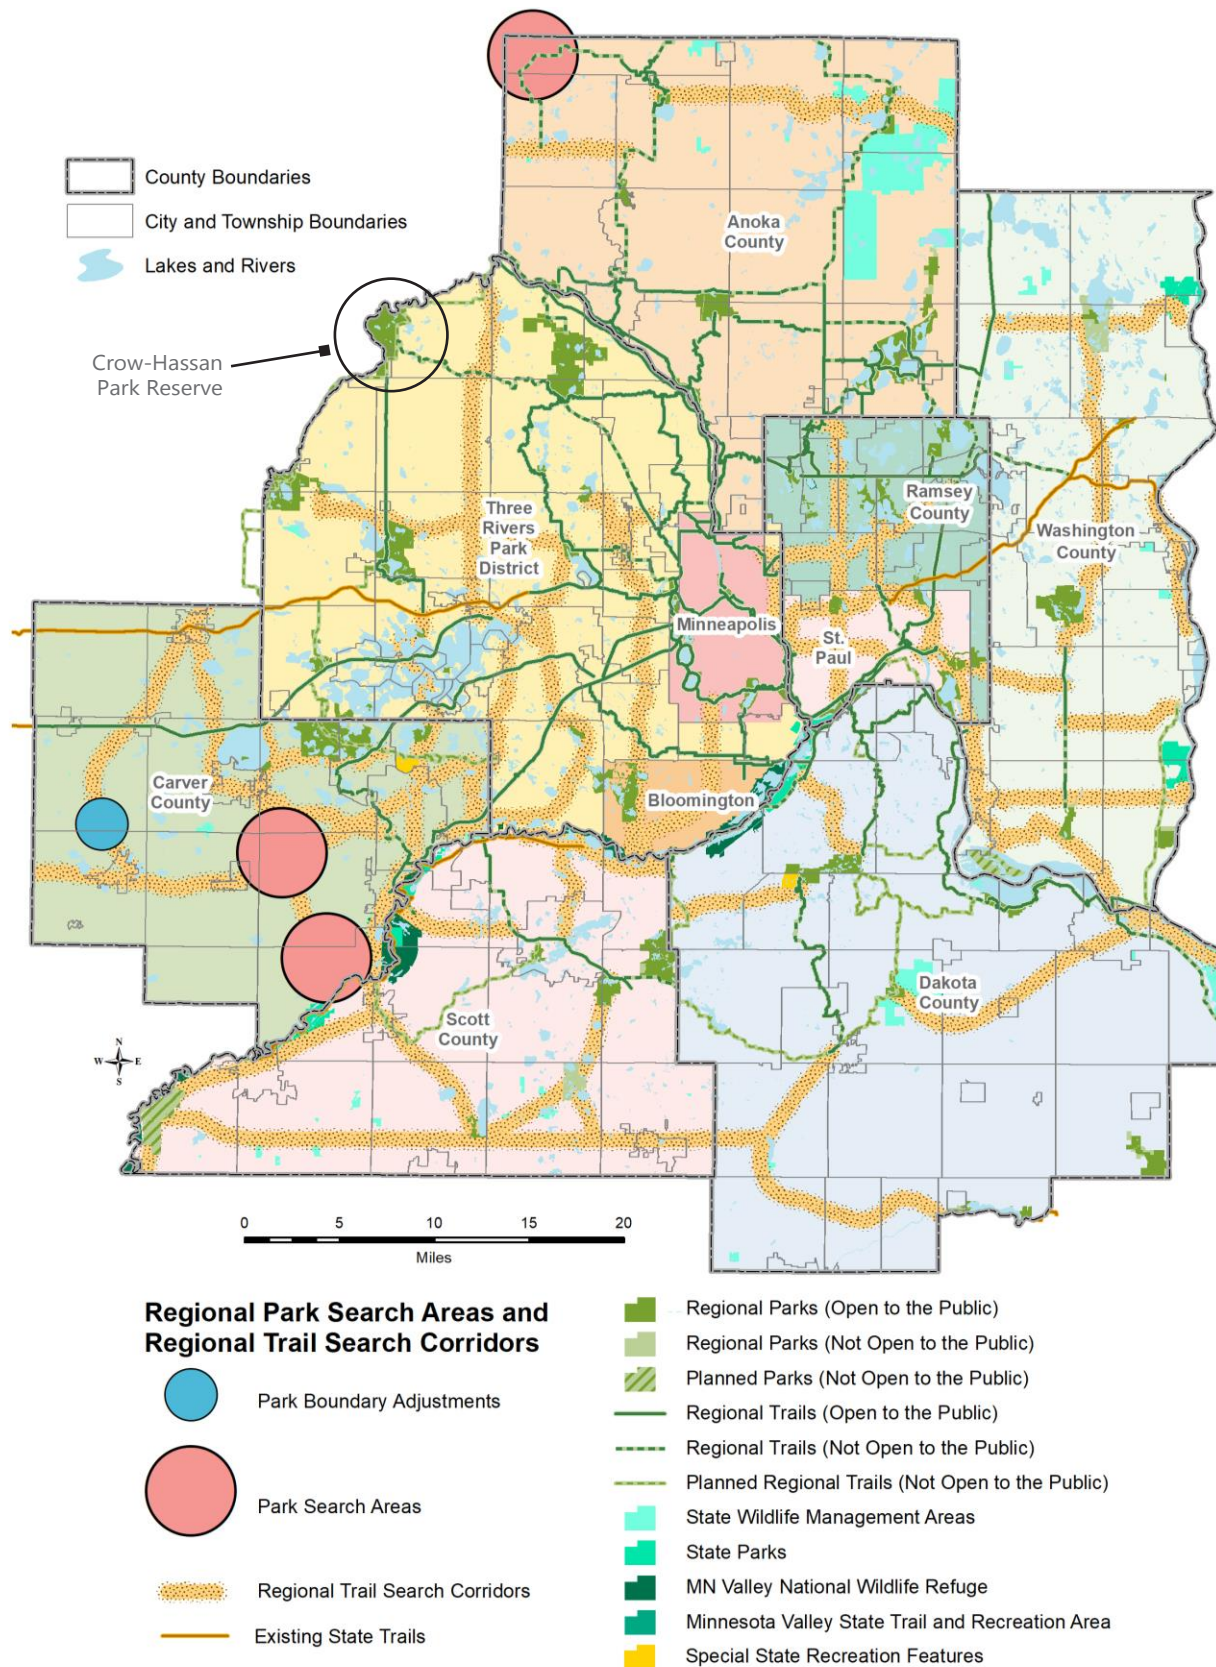 County Boundaries
City and Township Boundaries
Lakes and Rivers
Crow-Hassan
Park Reserve
Anoka
County
Three
Rivers
Park
District
Ramsey
County
Washington
County
Minneapolis
St.
Paul
Carver
County
Bloomington
Scott
County
Dakota
County
N
W E
S
0 5 10 15 20
Miles
Regional Park Search Areas and
Regional Trail Search Corridors
Park Boundary Adjustments
Park Search Areas
Regional Trail Search Corridors
Existing State Trails
Regional Parks (Open to the Public)
Regional Parks (Not Open to the Public)
Planned Parks (Not Open to the Public)
Regional Trails (Open to the Public)
Regional Trails (Not Open to the Public)
Planned Regional Trails (Not Open to the Public)
State Wildlife Management Areas
State Parks
MN Valley National Wildlife Refuge
Minnesota Valley State Trail and Recreation Area
Special State Recreation Features